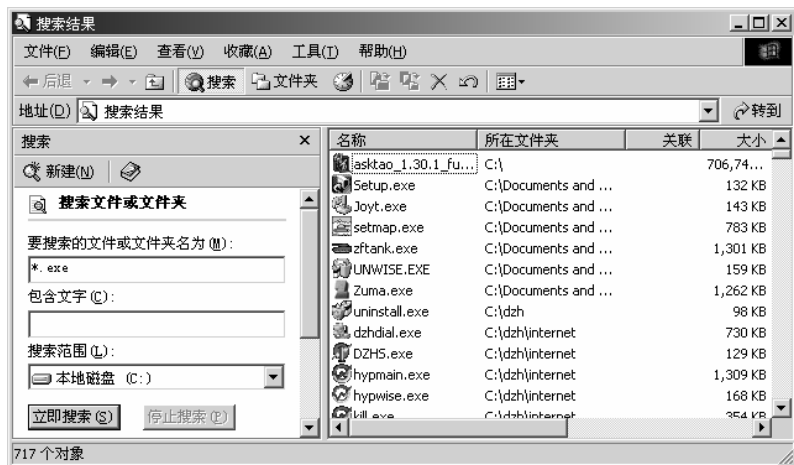 搜索结果
文件(F) 编辑(E) 查看(V) 收藏(A) 工具(T) 帮助(H)
后退 搜索 文件夹
地址(D) 搜索结果 转到
搜索
新建(N)
搜索文件或文件夹
要搜索的文件或文件夹名为(M):
*.exe
包含文字(C):
搜索范围(L):
本地磁盘 (C:)
立即搜索(S) 停止搜索(P)
名称 所在文件夹 关联 大小
asktao_1.30.1_fu... C:\ 706,74...
Setup.exe C:\Documents and ... 132 KB
Joyt.exe C:\Documents and ... 143 KB
setmap.exe C:\Documents and ... 783 KB
zftank.exe C:\Documents and ... 1,301 KB
UNWISE.EXE C:\Documents and ... 159 KB
Zuma.exe C:\Documents and ... 1,262 KB
uninstall.exe C:\dzh 98 KB
dzhdial.exe C:\dzh\internet 730 KB
DZHS.exe C:\dzh\internet 129 KB
hypmain.exe C:\dzh\internet 1,309 KB
hypwise.exe C:\dzh\internet 168 KB
kill.exe C:\dzh\internet 354 KB
717 个对象